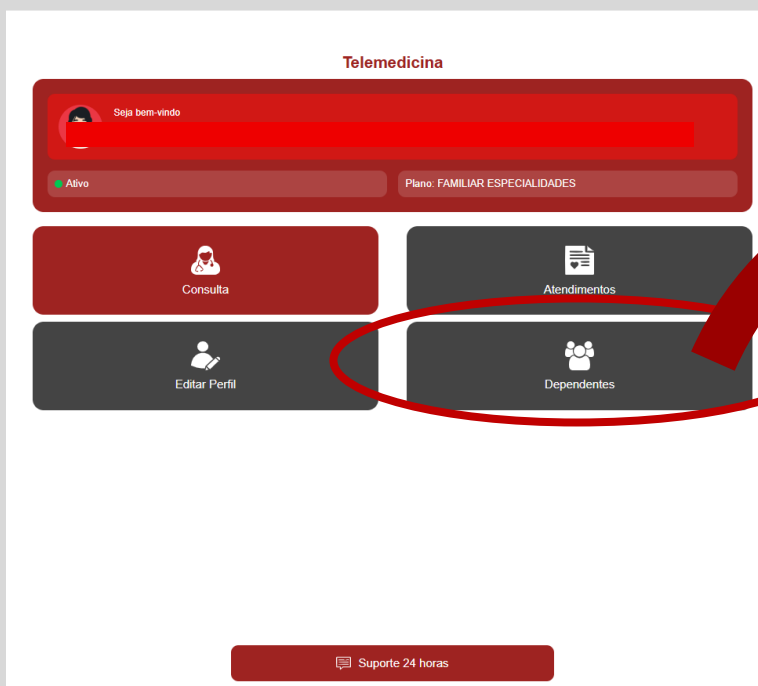 Telemedicina
Seja bem-vindo
Ativo
Plano: FAMILIAR ESPECIALIDADES
Consulta
Atendimentos
Editar Perfil
Dependentes
Suporte 24 horas